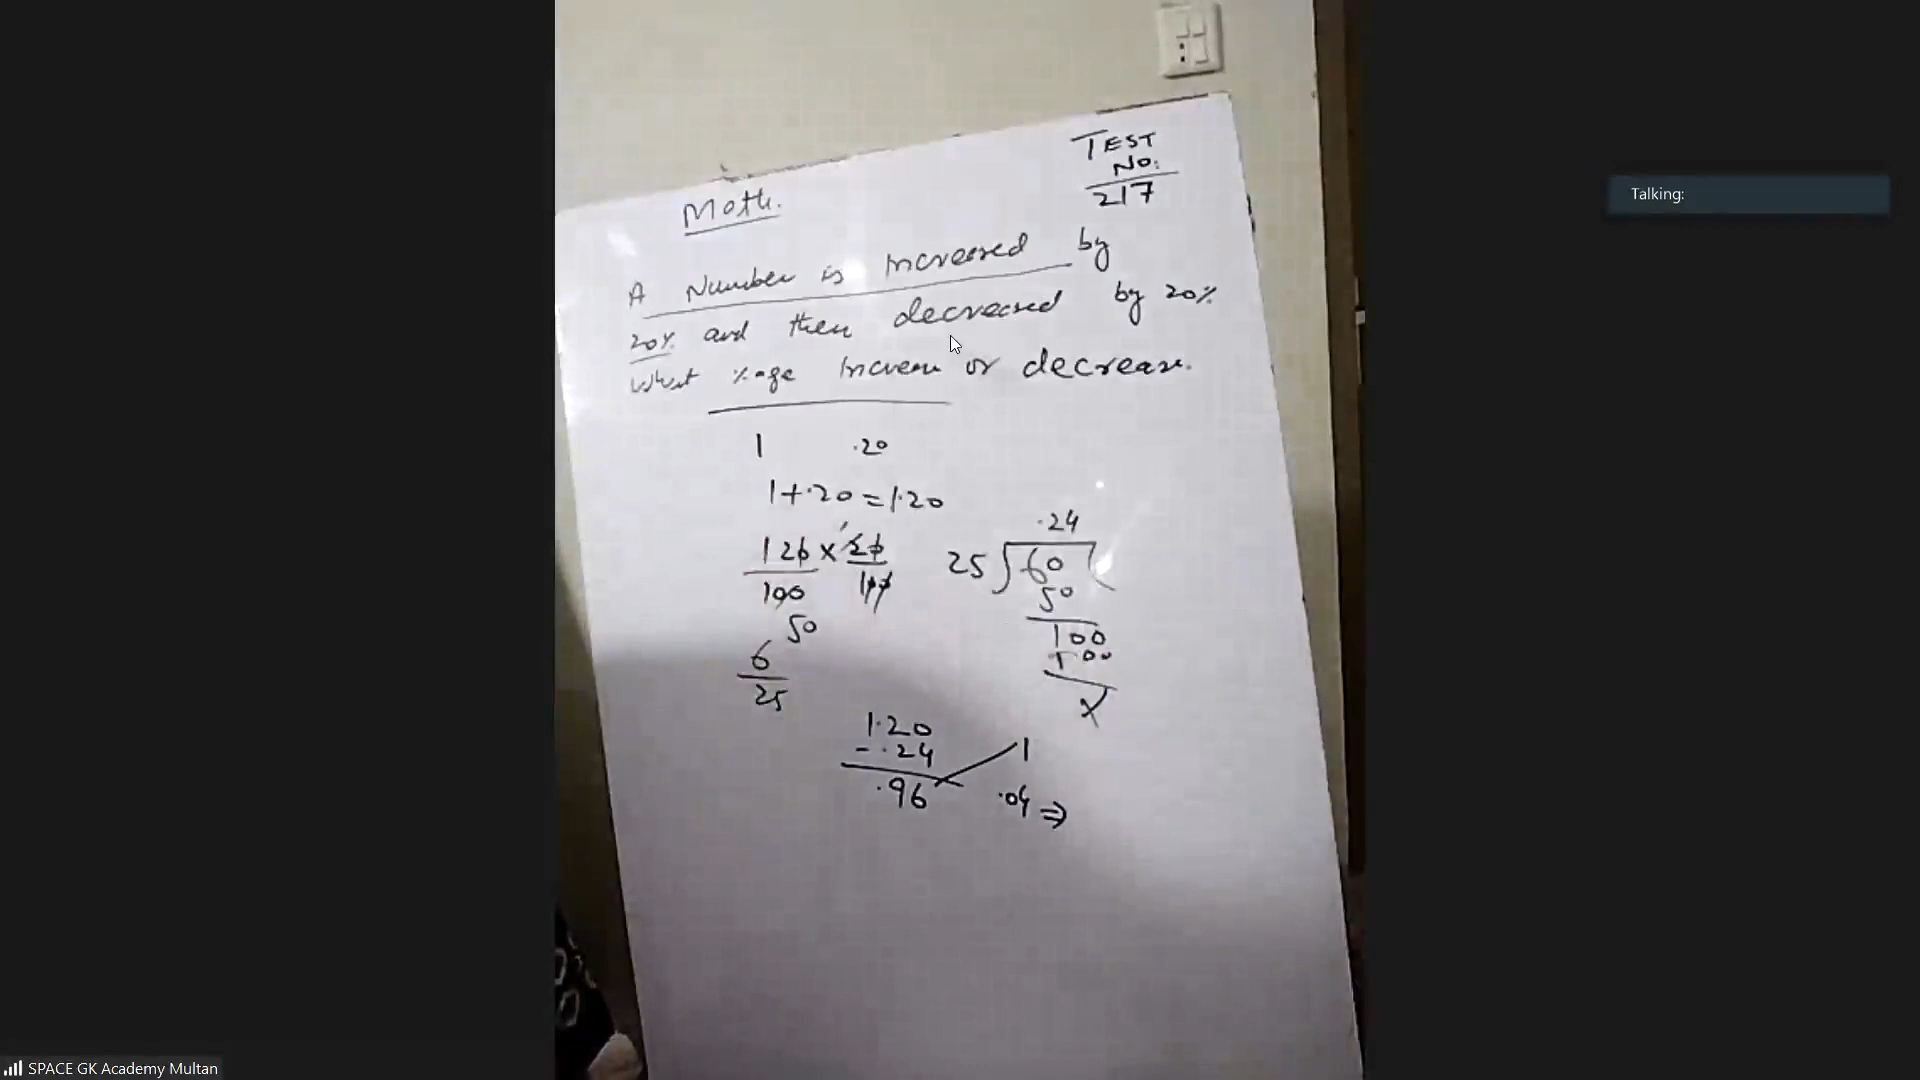 TEST
NO:
217
Math.
A Number is increased by
20% and then decreased by 20%
what %age increase or decrease.
1 .20
1+.20=1.20
120 x 20
100 100
50
6
25
.24
25 60
50
100
100
x
1.20
- .24
.96
1
.04 ⇒
Talking:
SPACE GK Academy Multan